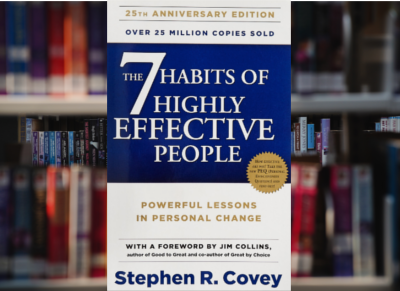 25TH ANNIVERSARY EDITION
OVER 25 MILLION COPIES SOLD
THE 7 HABITS OF
HIGHLY
EFFECTIVE
PEOPLE
POWERFUL LESSONS
IN PERSONAL CHANGE
WITH A FOREWORD BY JIM COLLINS,
author of Good to Great and co-author of Great by Choice
Stephen R. Covey